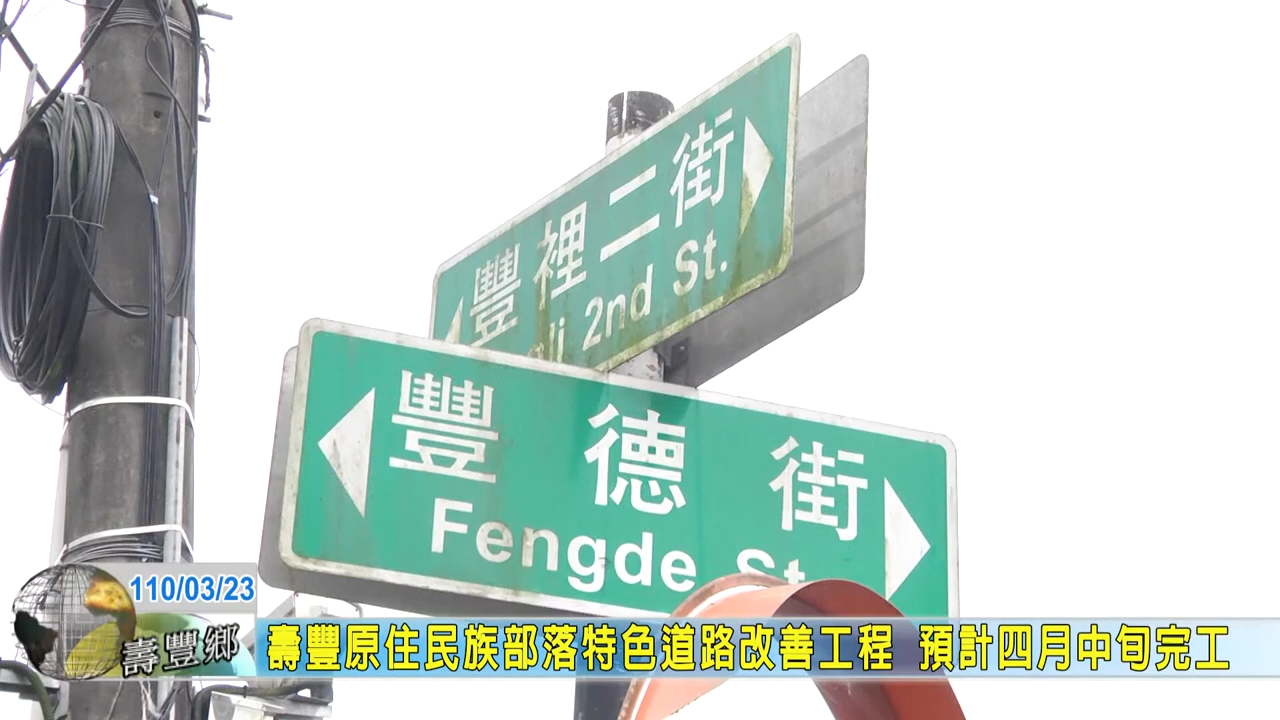 豐裡二街
2nd St.
豐德街
Fengde St.
110/03/23
壽豐鄉
壽豐原住民族部落特色道路改善工程 預計四月中旬完工